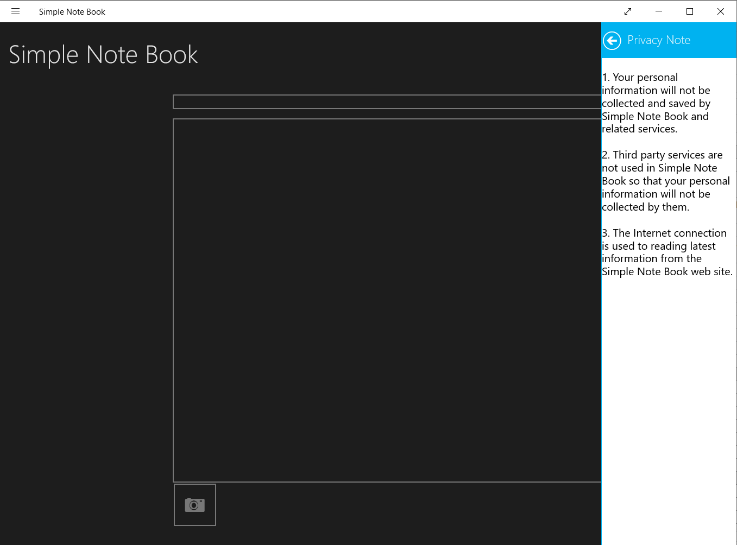 Simple Note Book
Simple Note Book
Privacy Note
1. Your personal
information will not be
collected and saved by
Simple Note Book and
related services.
2. Third party services are
not used in Simple Note
Book so that your personal
information will not be
collected by them.
3. The Internet connection
is used to reading latest
information from the
Simple Note Book web site.